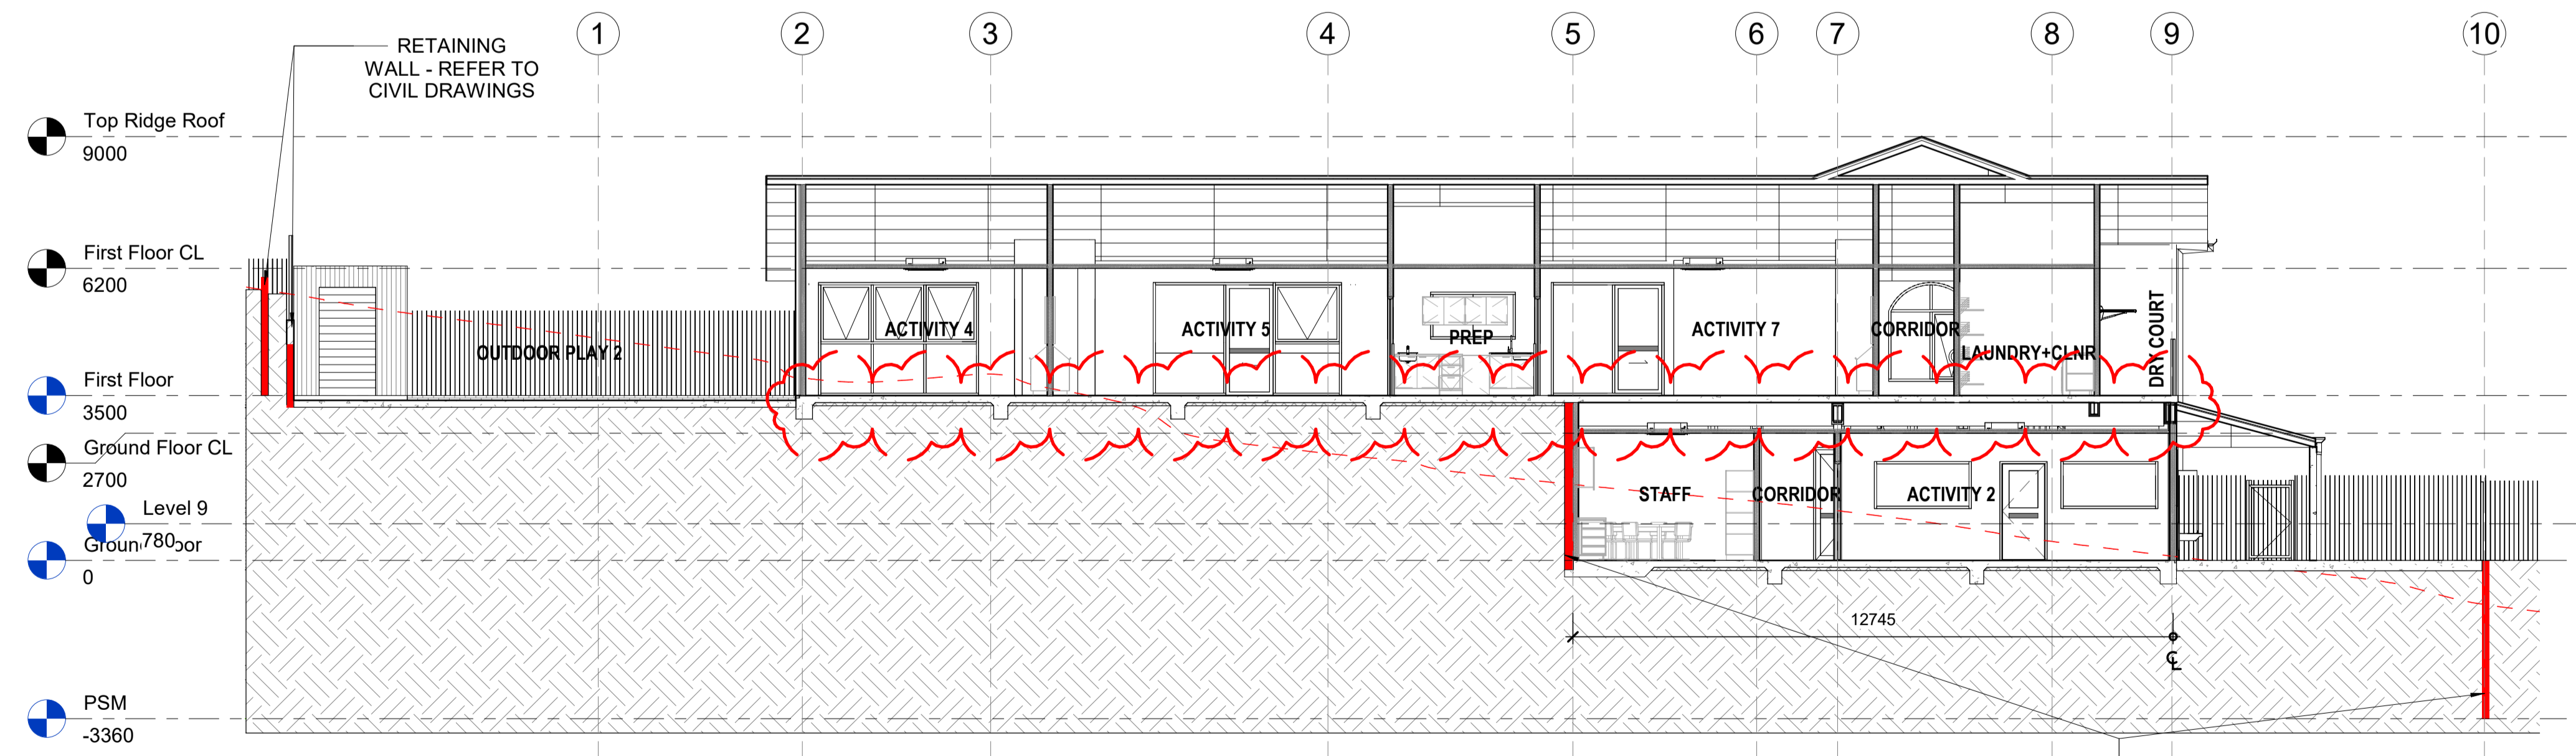 1
2
3
4
5
6
7
8
9
10
RETAINING
WALL - REFER TO
CIVIL DRAWINGS
Top Ridge Roof
9000
First Floor CL
6200
First Floor
3500
Ground Floor CL
2700
Level 9
780
0
PSM
-3360
OUTDOOR PLAY 2
ACTIVITY 4
ACTIVITY 5
PREP
ACTIVITY 7
CORRIDOR
LAUNDRY+CLNR
DRY COURT
STAFF
CORRIDOR
ACTIVITY 2
12745